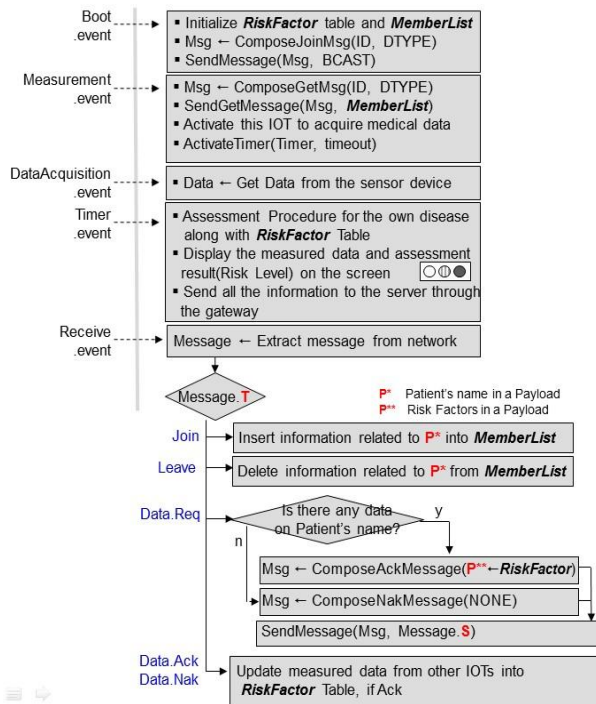 Boot
.event
▪ Initialize RiskFactor table and MemberList
▪ Msg ← ComposeJoinMsg(ID, DTYPE)
▪ SendMessage(Msg, BCAST)
Measurement
.event
▪ Msg ← ComposeGetMsg(ID, DTYPE)
▪ SendGetMessage(Msg, MemberList)
▪ Activate this IOT to acquire medical data
▪ ActivateTimer(Timer, timeout)
DataAcquisition
.event
▪ Data ← Get Data from the sensor device
Timer
.event
▪ Assessment Procedure for the own disease
along with RiskFactor Table
▪ Display the measured data and assessment
result(Risk Level) on the screen
▪ Send all the information to the server through
the gateway
Receive
.event
Message ← Extract message from network
Message.T
P* Patient's name in a Payload
P** Risk Factors in a Payload
Join
Insert information related to P* into MemberList
Leave
Delete information related to P* from MemberList
Data.Req
Is there any data
on Patient's name?
y
n
Msg ← ComposeAckMessage(P**←RiskFactor)
Msg ← ComposeNakMessage(NONE)
SendMessage(Msg, Message.S)
Data.Ack
Data.Nak
Update measured data from other IOTs into
RiskFactor Table, if Ack